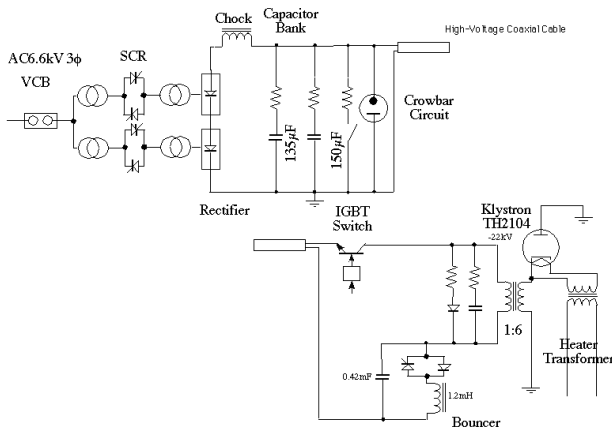 Chock
Capacitor
Bank
High-Voltage Coaxial Cable
AC6.6kV 3φ
VCB
SCR
135μF
150μF
Crowbar
Circuit
Rectifier
IGBT
Switch
Klystron
TH2104
-22kV
1:6
Heater
Transformer
0.42mF
1.2mH
Bouncer